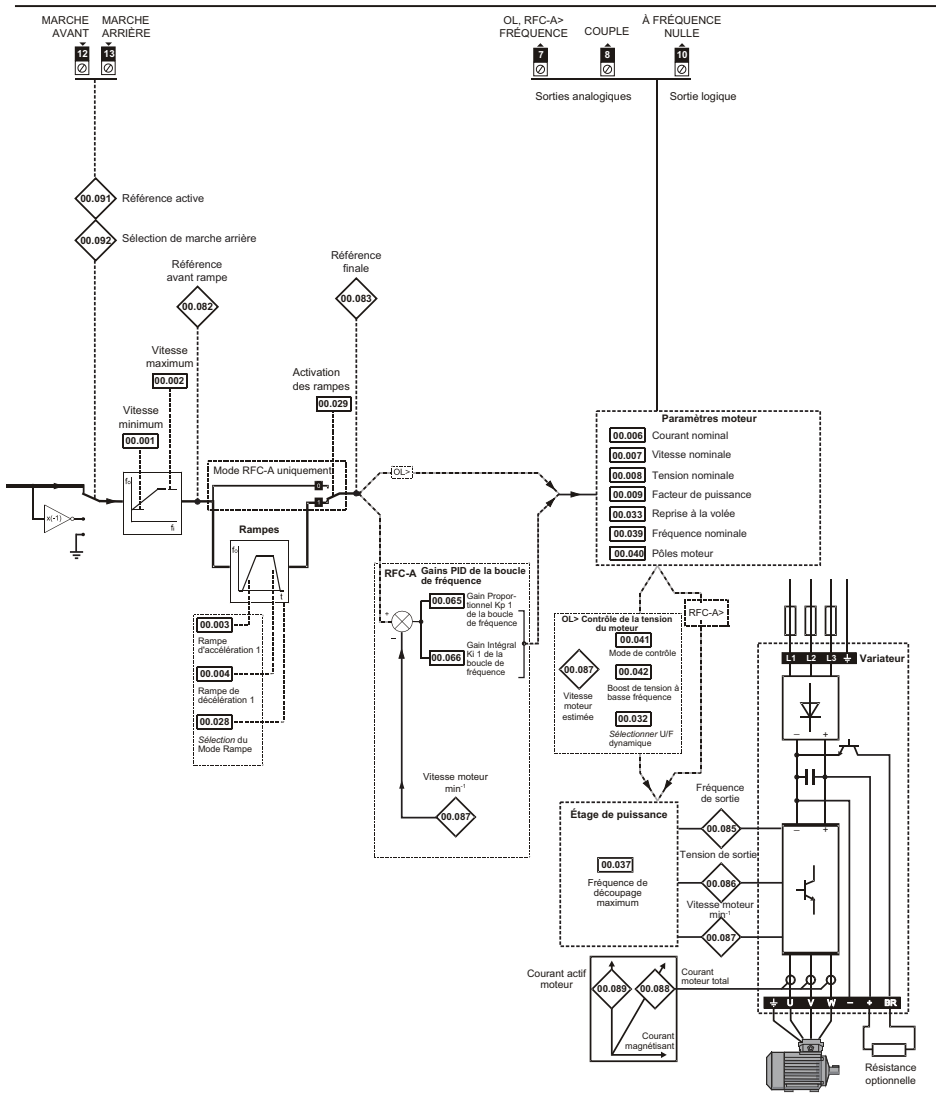 MARCHE AVANT
MARCHE ARRIÈRE
12
13
OL, RFC-A> FRÉQUENCE
COUPLE
À FRÉQUENCE NULLE
7
8
10
Sorties analogiques
Sortie logique
00.091
Référence active
00.092
Sélection de marche arrière
Référence avant rampe
00.082
Référence finale
00.083
Vitesse maximum
00.002
Vitesse minimum
00.001
Activation des rampes
00.029
Mode RFC-A uniquement
0
1
x(-1)
Rampes
t
00.003
Rampe d'accélération 1
00.004
Rampe de décélération 1
00.028
Sélection du Mode Rampe
OL>
RFC-A
Gains PID de la boucle de fréquence
+
–
00.065
Gain Propor-
tionnel Kp 1
de la boucle
de fréquence
00.066
Gain Intégral
Ki 1 de la
boucle de
fréquence
Vitesse moteur
min⁻¹
00.087
Paramètres moteur
00.006 Courant nominal
00.007 Vitesse nominale
00.008 Tension nominale
00.009 Facteur de puissance
00.033 Reprise à la volée
00.039 Fréquence nominale
00.040 Pôles moteur
OL> Contrôle de la tension
du moteur
00.041
Mode de contrôle
00.087
Vitesse moteur estimée
00.042
Boost de tension à
basse fréquence
00.032
Sélectionner U/F
dynamique
RFC-A>
Étage de puissance
00.037
Fréquence de
découpage
maximum
Fréquence
de sortie
00.085
Tension de sortie
00.086
Vitesse moteur
min⁻¹
00.087
L1 L2 L3
Variateur
– +
– +
Courant actif
moteur
00.089
00.088
Courant
moteur total
Courant
magnétisant
U V W – + BR
Résistance
optionnelle